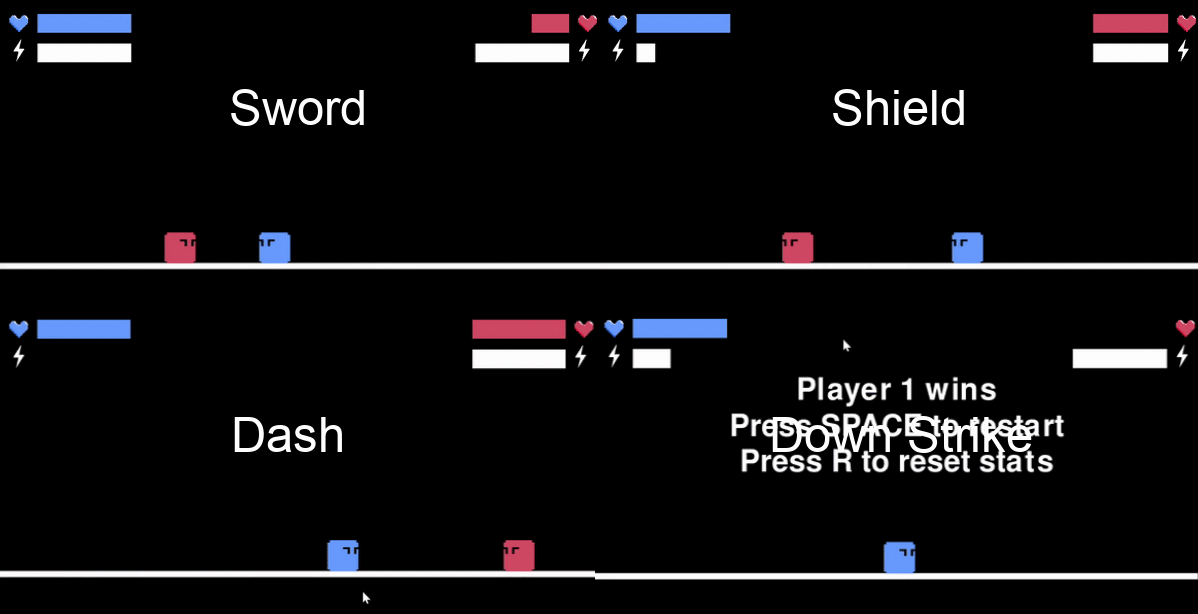 Sword
Shield
Dash
Player 1 wins
Press SPACE to restart
Down Strike
Press R to reset stats